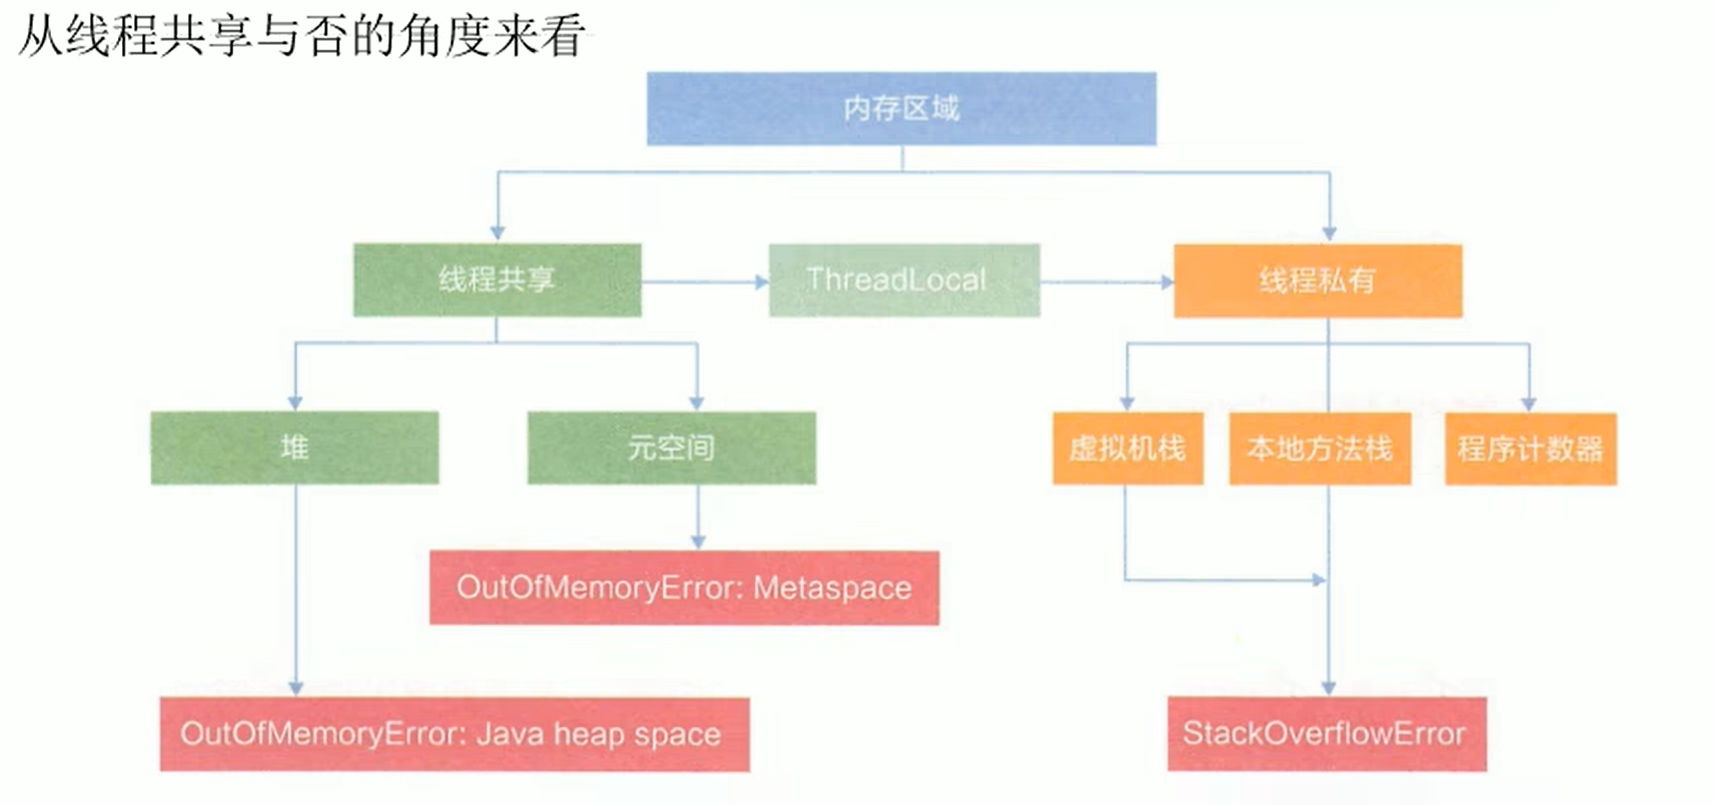 从线程共享与否的角度来看
内存区域
线程共享
ThreadLocal
线程私有
堆
元空间
虚拟机栈
本地方法栈
程序计数器
OutOfMemoryError: Metaspace
OutOfMemoryError: Java heap space
StackOverflowError